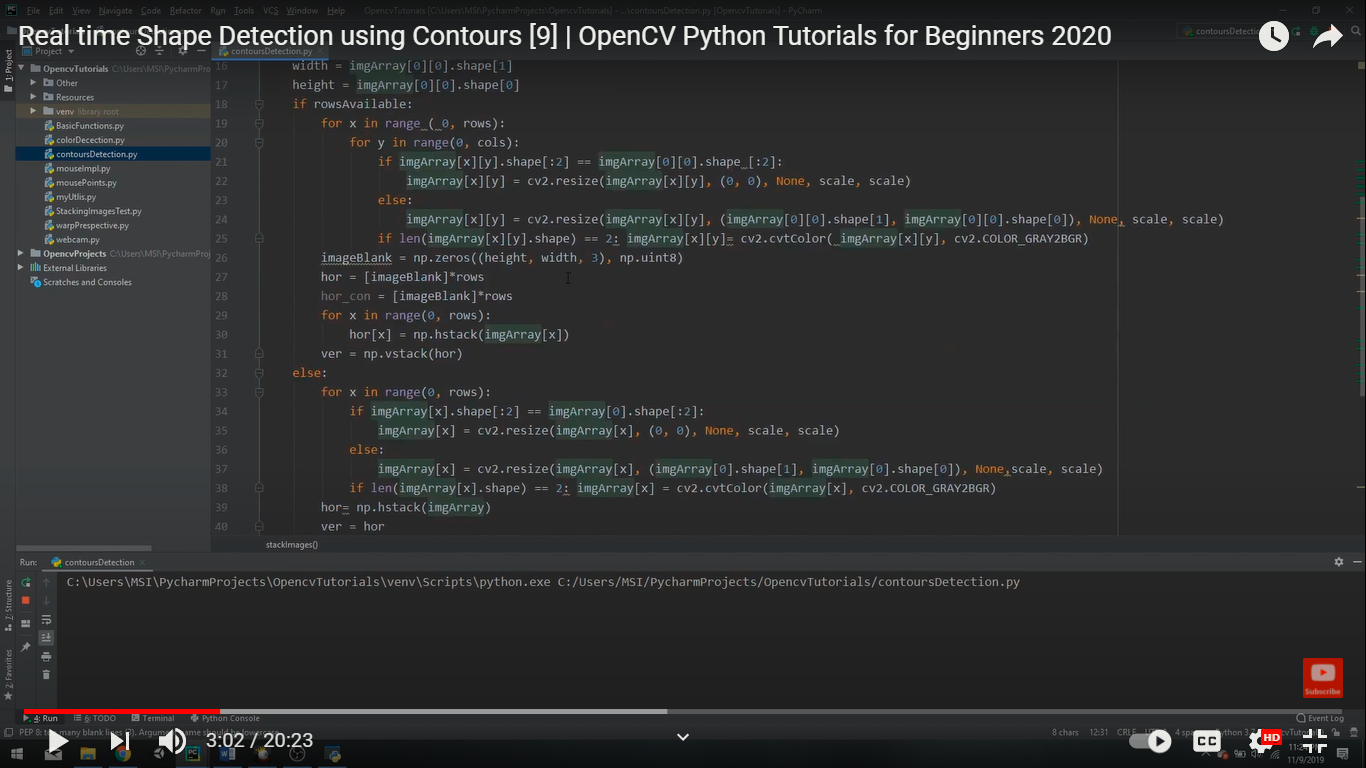 File Edit View Navigate Code Refactor Run Tools VCS Window Help
Real time Shape Detection using Contours [9] | OpenCV Python Tutorials for Beginners 2020
Project
contoursDetection.py
1: Project
OpencvTutorials C:\Users\MSI\PycharmProj
Other
Resources
venv library root
BasicFunctions.py
colorDecection.py
contoursDetection.py
mouseImpl.py
mousePoints.py
myUtlis.py
StackingImagesTest.py
warpPrespective.py
webcam.py
OpencvProjects C:\Users\MSI\PycharmProje
External Libraries
Scratches and Consoles
16 width = imgArray[0][0].shape[1]
17 height = imgArray[0][0].shape[0]
18 if rowsAvailable:
19 for x in range ( 0, rows):
20 for y in range(0, cols):
21 if imgArray[x][y].shape[:2] == imgArray[0][0].shape [:2]:
22 imgArray[x][y] = cv2.resize(imgArray[x][y], (0, 0), None, scale, scale)
23 else:
24 imgArray[x][y] = cv2.resize(imgArray[x][y], (imgArray[0][0].shape[1], imgArray[0][0].shape[0]), None, scale, scale)
25 if len(imgArray[x][y].shape) == 2: imgArray[x][y]= cv2.cvtColor( imgArray[x][y], cv2.COLOR_GRAY2BGR)
26 imageBlank = np.zeros((height, width, 3), np.uint8)
27 hor = [imageBlank]*rows
28 hor_con = [imageBlank]*rows
29 for x in range(0, rows):
30 hor[x] = np.hstack(imgArray[x])
31 ver = np.vstack(hor)
32 else:
33 for x in range(0, rows):
34 if imgArray[x].shape[:2] == imgArray[0].shape[:2]:
35 imgArray[x] = cv2.resize(imgArray[x], (0, 0), None, scale, scale)
36 else:
37 imgArray[x] = cv2.resize(imgArray[x], (imgArray[0].shape[1], imgArray[0].shape[0]), None,scale, scale)
38 if len(imgArray[x].shape) == 2: imgArray[x] = cv2.cvtColor(imgArray[x], cv2.COLOR_GRAY2BGR)
39 hor= np.hstack(imgArray)
40 ver = hor
stackImages()
Run: contoursDetection
C:\Users\MSI\PycharmProjects\OpencvTutorials\venv\Scripts\python.exe C:/Users/MSI/PycharmProjects/OpencvTutorials/contoursDetection.py
7: Structure
2: Favorites
Subscribe
4: Run 6: TODO Terminal Python Console Event Log
8 chars 12:31
3:02 / 20:23
CC HD
11/9/2019